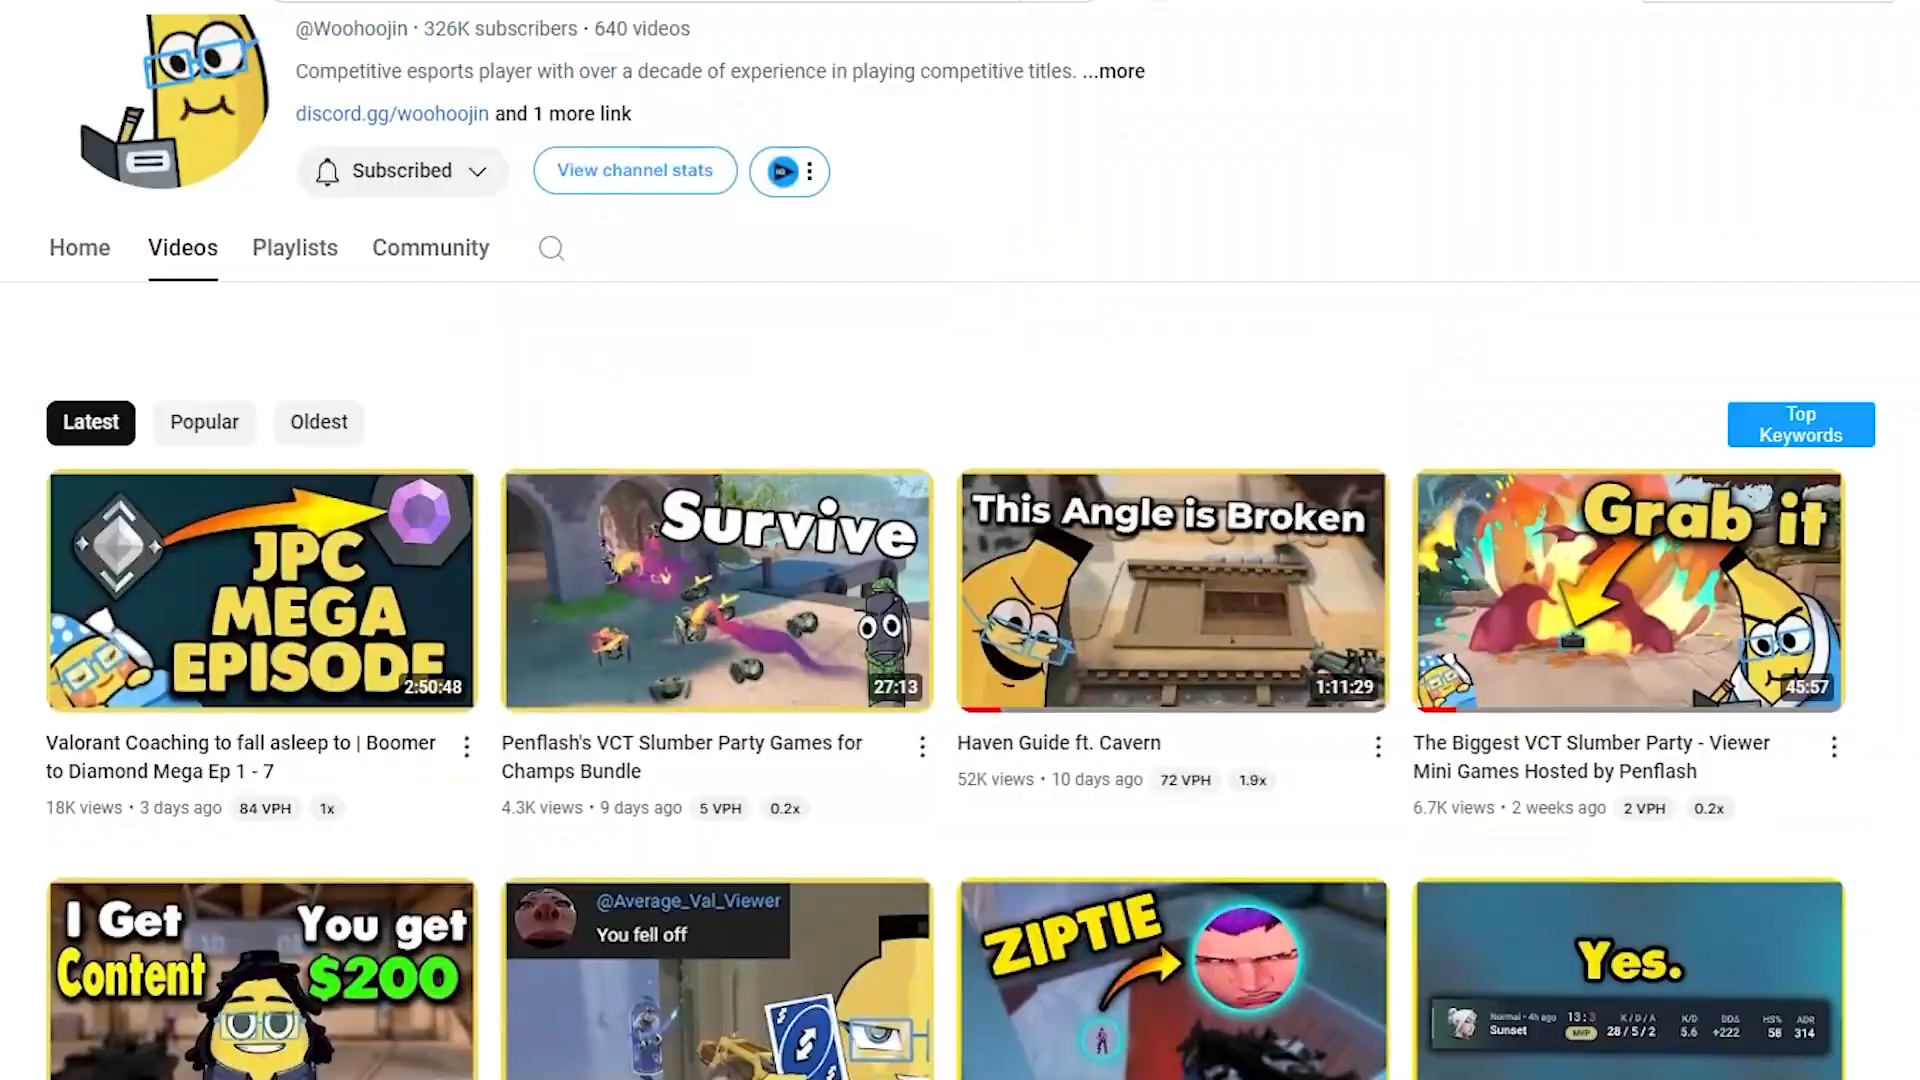 @Woohoojin · 326K subscribers · 640 videos
Competitive esports player with over a decade of experience in playing competitive titles. ...more
discord.gg/woohoojin and 1 more link
Subscribed
View channel stats
Home
Videos
Playlists
Community
Latest
Popular
Oldest
Top
Keywords
JPC
MEGA
EPISODE
2:50:48
Survive
27:13
This Angle is Broken
1:11:29
Grab it
45:57
Valorant Coaching to fall asleep to | Boomer
to Diamond Mega Ep 1 - 7
18K views · 3 days ago 84 VPH 1x
Penflash's VCT Slumber Party Games for
Champs Bundle
4.3K views · 9 days ago 5 VPH 0.2x
Haven Guide ft. Cavern
52K views · 10 days ago 72 VPH 1.9x
The Biggest VCT Slumber Party - Viewer
Mini Games Hosted by Penflash
6.7K views · 2 weeks ago 2 VPH 0.2x
I Get
Content
You get
$200
@Average_Val_Viewer
You fell off
ZIPTIE
Yes.
Normal · 4h ago
Sunset
13:3
MVP
K/D/A
28/5/2
K/D
5.6
DDΔ
+222
HS%
58
ADR
314